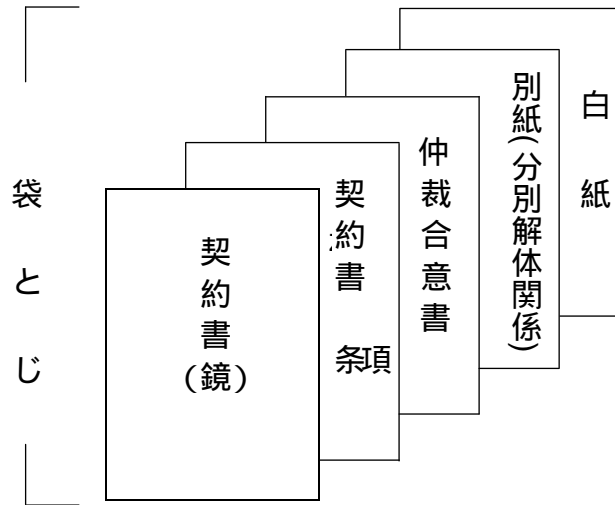 袋とじ
契約書
(鏡)
契約書
条項
仲裁合意書
別紙(分別解体関係)
白紙